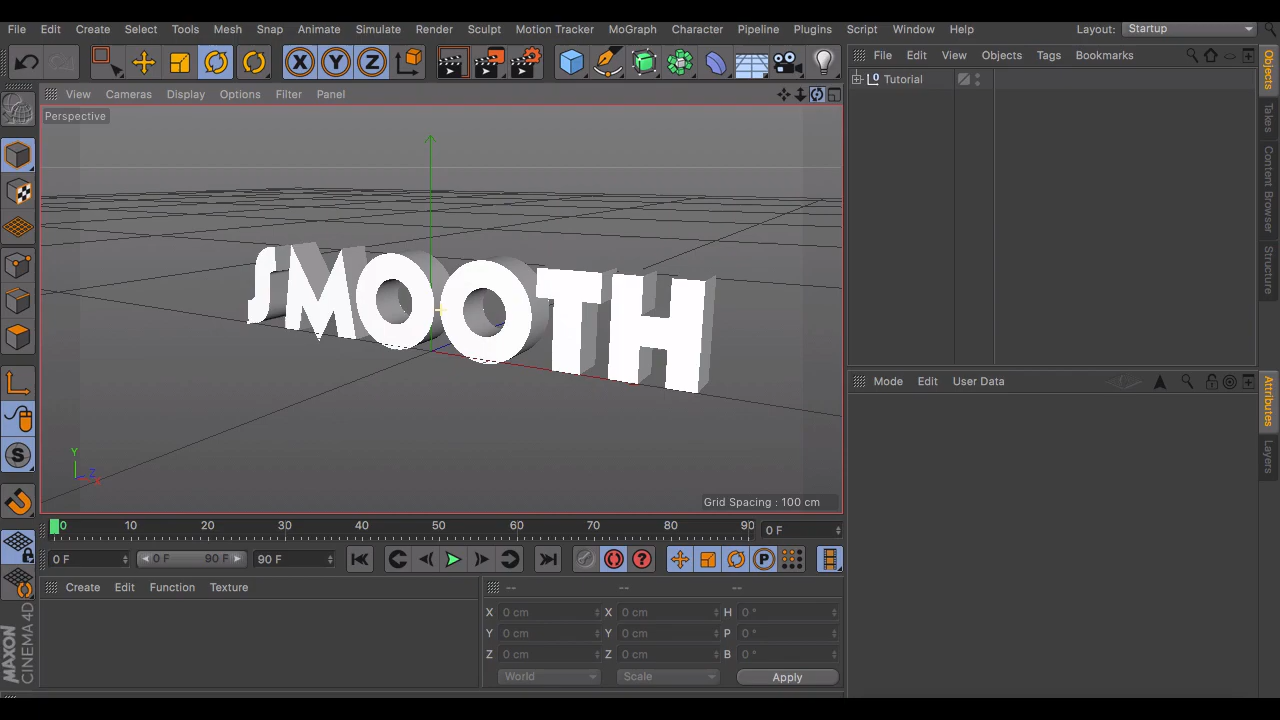 File Edit Create Select Tools Mesh Snap Animate Simulate Render Sculpt Motion Tracker MoGraph Character Pipeline Plugins Script Window Help Layout: Startup
X Y Z
File Edit View Objects Tags Bookmarks
L0 Tutorial
View Cameras Display Options Filter Panel
Perspective
SMOOTH
Y
Z
X
Grid Spacing : 100 cm
S
Objects
Takes
Content Browser
Structure
Mode Edit User Data
Attributes
Layers
0 10 20 30 40 50 60 70 80 90 0 F
0 F 0 F 90 F 90 F ? P
Create Edit Function Texture
-- -- --
X 0 cm X 0 cm H 0 °
Y 0 cm Y 0 cm P 0 °
Z 0 cm Z 0 cm B 0 °
World Scale Apply
MAXON
CINEMA 4D